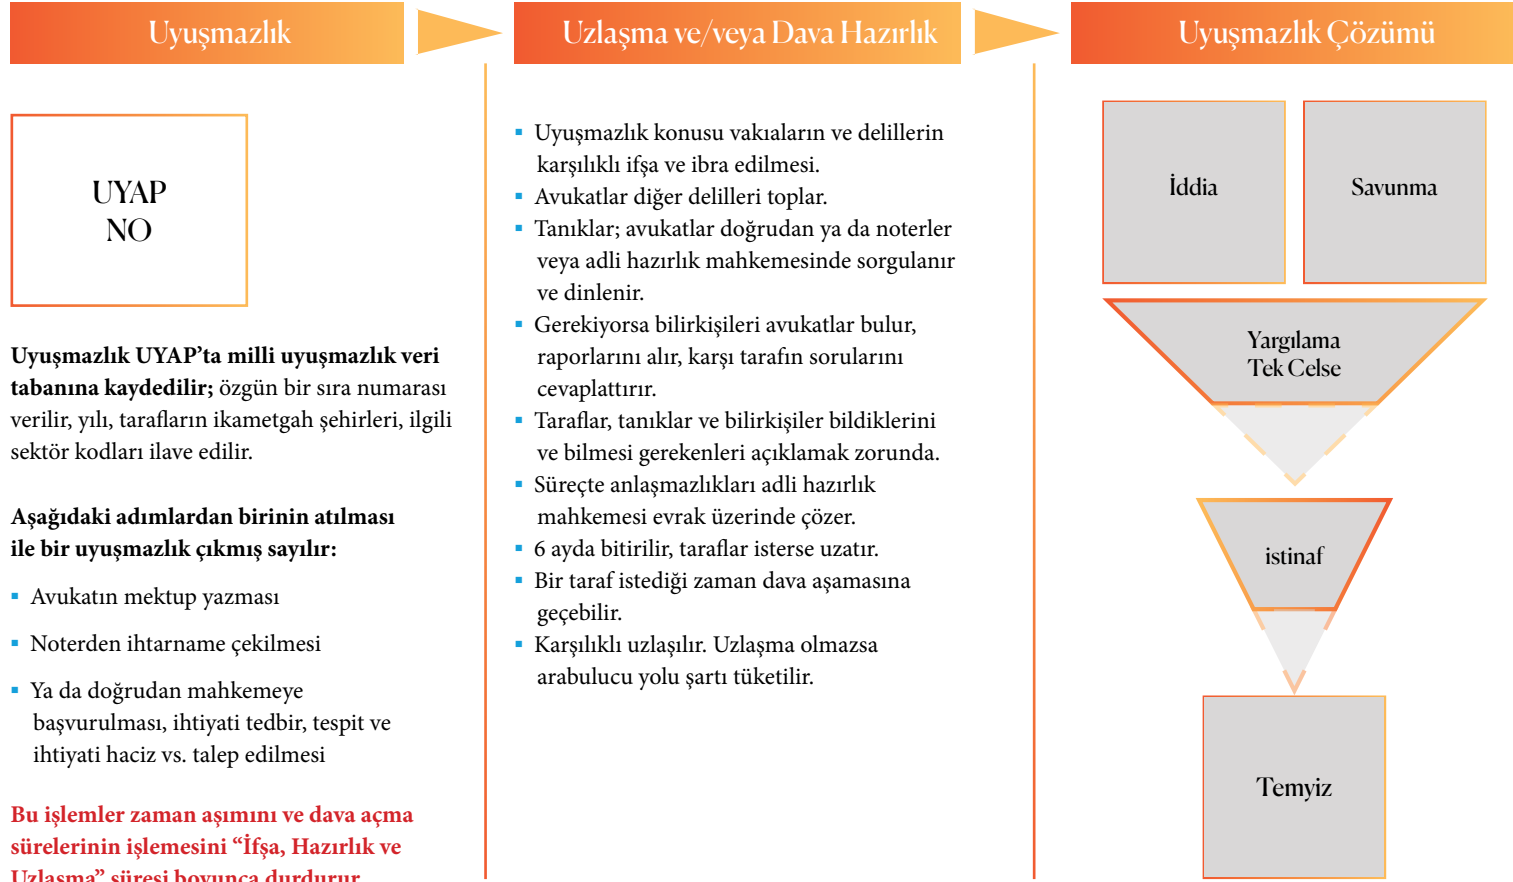 Uyuşmazlık
UYAP
NO
Uyuşmazlık UYAP’ta milli uyuşmazlık veri
tabanına kaydedilir; özgün bir sıra numarası
verilir, yılı, tarafların ikametgah şehirleri, ilgili
sektör kodları ilave edilir.
Aşağıdaki adımlardan birinin atılması
ile bir uyuşmazlık çıkmış sayılır:
▪ Avukatın mektup yazması
▪ Noterden ihtarname çekilmesi
▪ Ya da doğrudan mahkemeye
başvurulması, ihtiyati tedbir, tespit ve
ihtiyati haciz vs. talep edilmesi
Bu işlemler zaman aşımını ve dava açma
sürelerinin işlemesini “İfşa, Hazırlık ve
Uzlaşma” süresi boyunca durdurur
Uzlaşma ve/veya Dava Hazırlık
▪ Uyuşmazlık konusu vakıaların ve delillerin
karşılıklı ifşa ve ibra edilmesi.
▪ Avukatlar diğer delilleri toplar.
▪ Tanıklar; avukatlar doğrudan ya da noterler
veya adli hazırlık mahkemesinde sorgulanır
ve dinlenir.
▪ Gerekiyorsa bilirkişileri avukatlar bulur,
raporlarını alır, karşı tarafın sorularını
cevaplattırır.
▪ Taraflar, tanıklar ve bilirkişiler bildiklerini
ve bilmesi gerekenleri açıklamak zorunda.
▪ Süreçte anlaşmazlıkları adli hazırlık
mahkemesi evrak üzerinde çözer.
▪ 6 ayda bitirilir, taraflar isterse uzatır.
▪ Bir taraf istediği zaman dava aşamasına
geçebilir.
▪ Karşılıklı uzlaşılır. Uzlaşma olmazsa
arabulucu yolu şartı tüketilir.
Uyuşmazlık Çözümü
İddia
Savunma
Yargılama
Tek Celse
istinaf
Temyiz